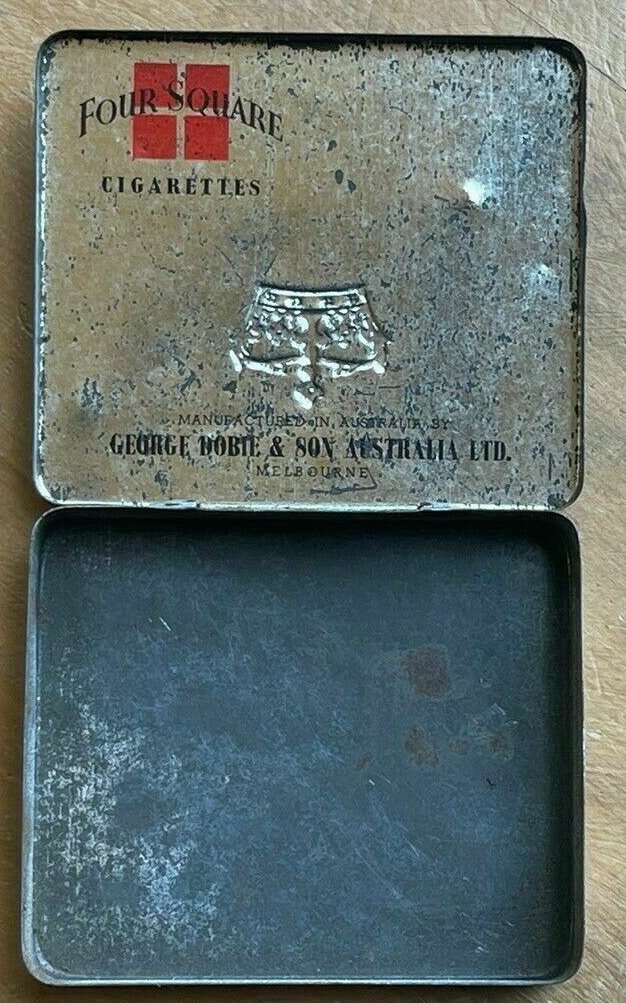 FOUR SQUARE
CIGARETTES
MANUFACTURED IN AUSTRALIA BY
GEORGE DOBIE & SON AUSTRALIA LTD.
MELBOURNE